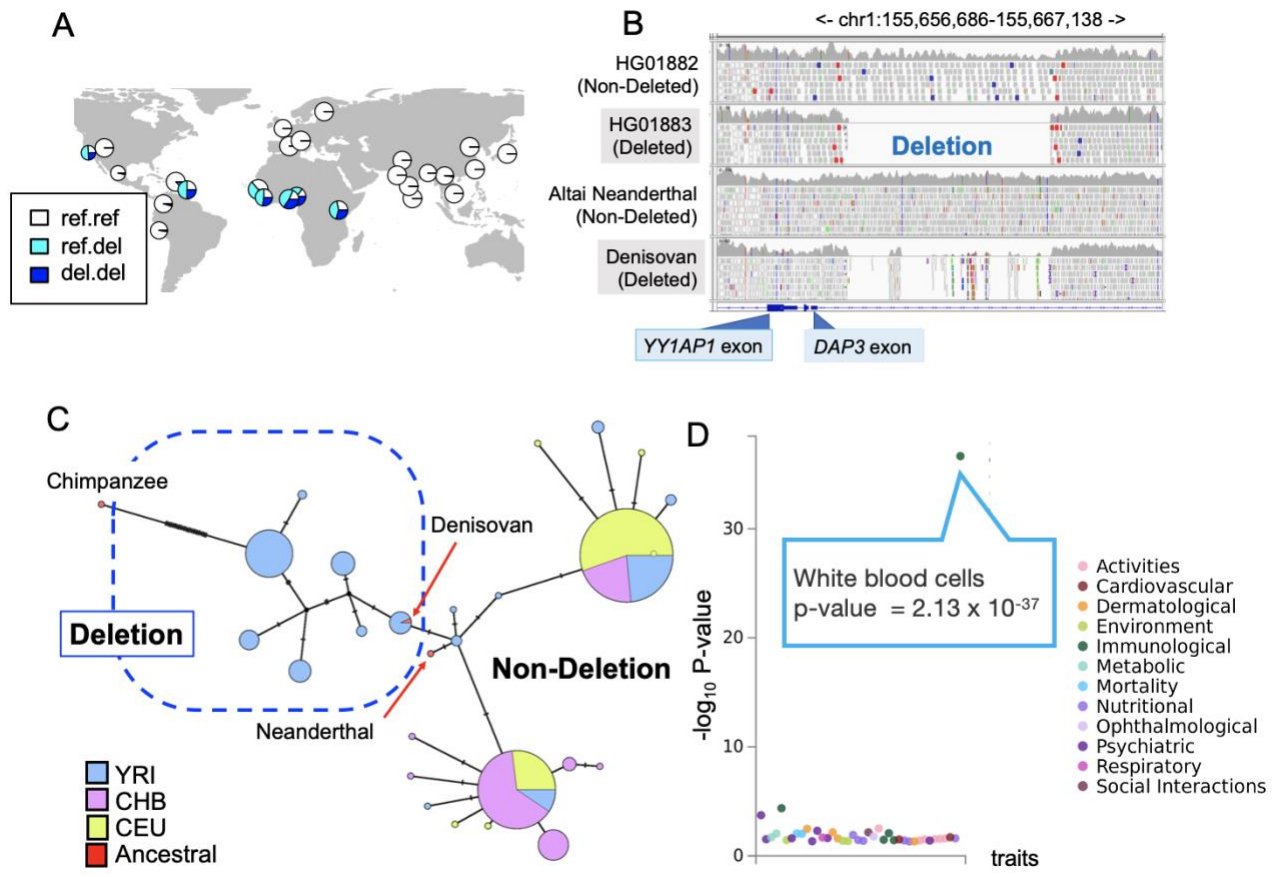 A
ref.ref
ref.del
del.del
B
<- chr1:155,656,686-155,667,138 ->
HG01882
(Non-Deleted)
HG01883
(Deleted)
Deletion
Altai Neanderthal
(Non-Deleted)
Denisovan
(Deleted)
YY1AP1 exon
DAP3 exon
C
Chimpanzee
Denisovan
Deletion
Non-Deletion
Neanderthal
YRI
CHB
CEU
Ancestral
D
-log10 P-value
30
20
10
0
White blood cells
p-value = 2.13 x 10-37
traits
Activities
Cardiovascular
Dermatological
Environment
Immunological
Metabolic
Mortality
Nutritional
Ophthalmological
Psychiatric
Respiratory
Social Interactions